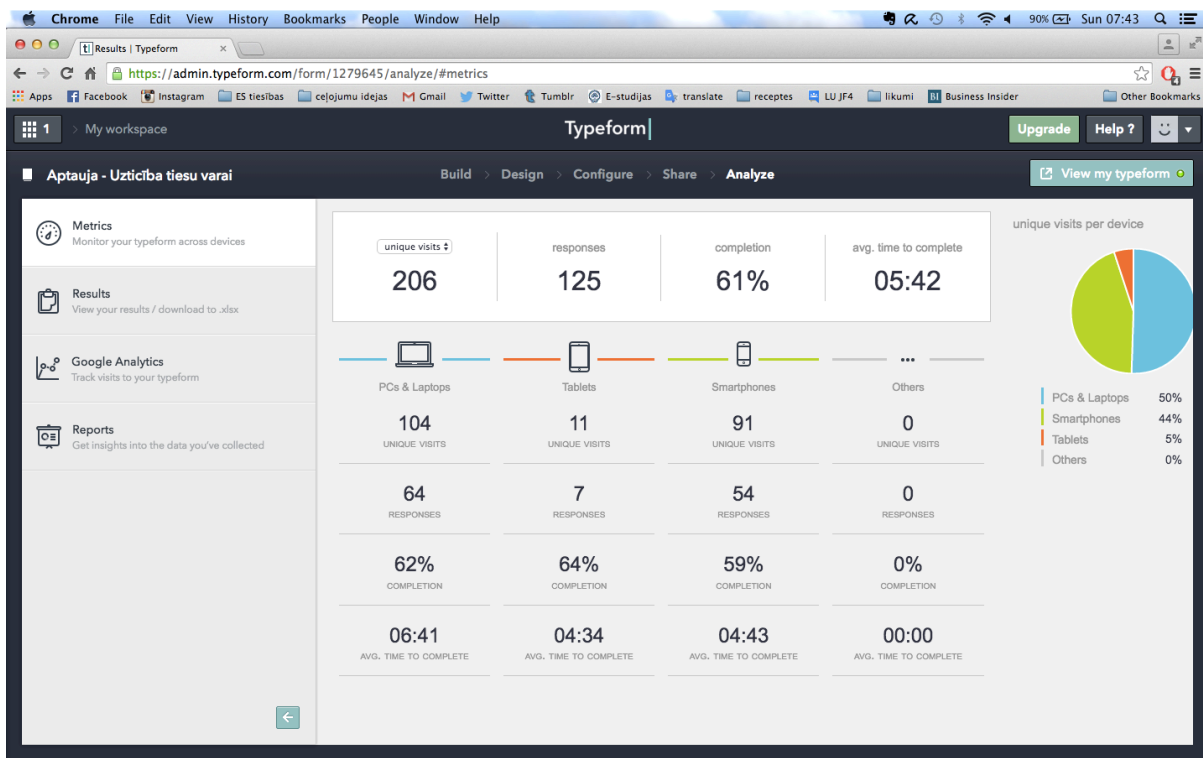 Chrome File Edit View History Bookmarks People Window Help 90% Sun 07:43
Results | Typeform ×
https://admin.typeform.com/form/1279645/analyze/#metrics
Apps Facebook Instagram ES tiesības ceļojumu idejas Gmail Twitter Tumblr E-studijas translate receptes LU JF4 likumi BI Business Insider Other Bookmarks
1 > My workspace Typeform Upgrade Help ?
Aptauja - Uzticība tiesu varai Build > Design > Configure > Share > Analyze View my typeform
Metrics
Monitor your typeform across devices
Results
View your results / download to .xlsx
Google Analytics
Track visits to your typeform
Reports
Get insights into the data you've collected
unique visits responses completion avg. time to complete
206 125 61% 05:42
PCs & Laptops Tablets Smartphones Others
104 11 91 0
UNIQUE VISITS UNIQUE VISITS UNIQUE VISITS UNIQUE VISITS
64 7 54 0
RESPONSES RESPONSES RESPONSES RESPONSES
62% 64% 59% 0%
COMPLETION COMPLETION COMPLETION COMPLETION
06:41 04:34 04:43 00:00
AVG. TIME TO COMPLETE AVG. TIME TO COMPLETE AVG. TIME TO COMPLETE AVG. TIME TO COMPLETE
unique visits per device
PCs & Laptops 50%
Smartphones 44%
Tablets 5%
Others 0%